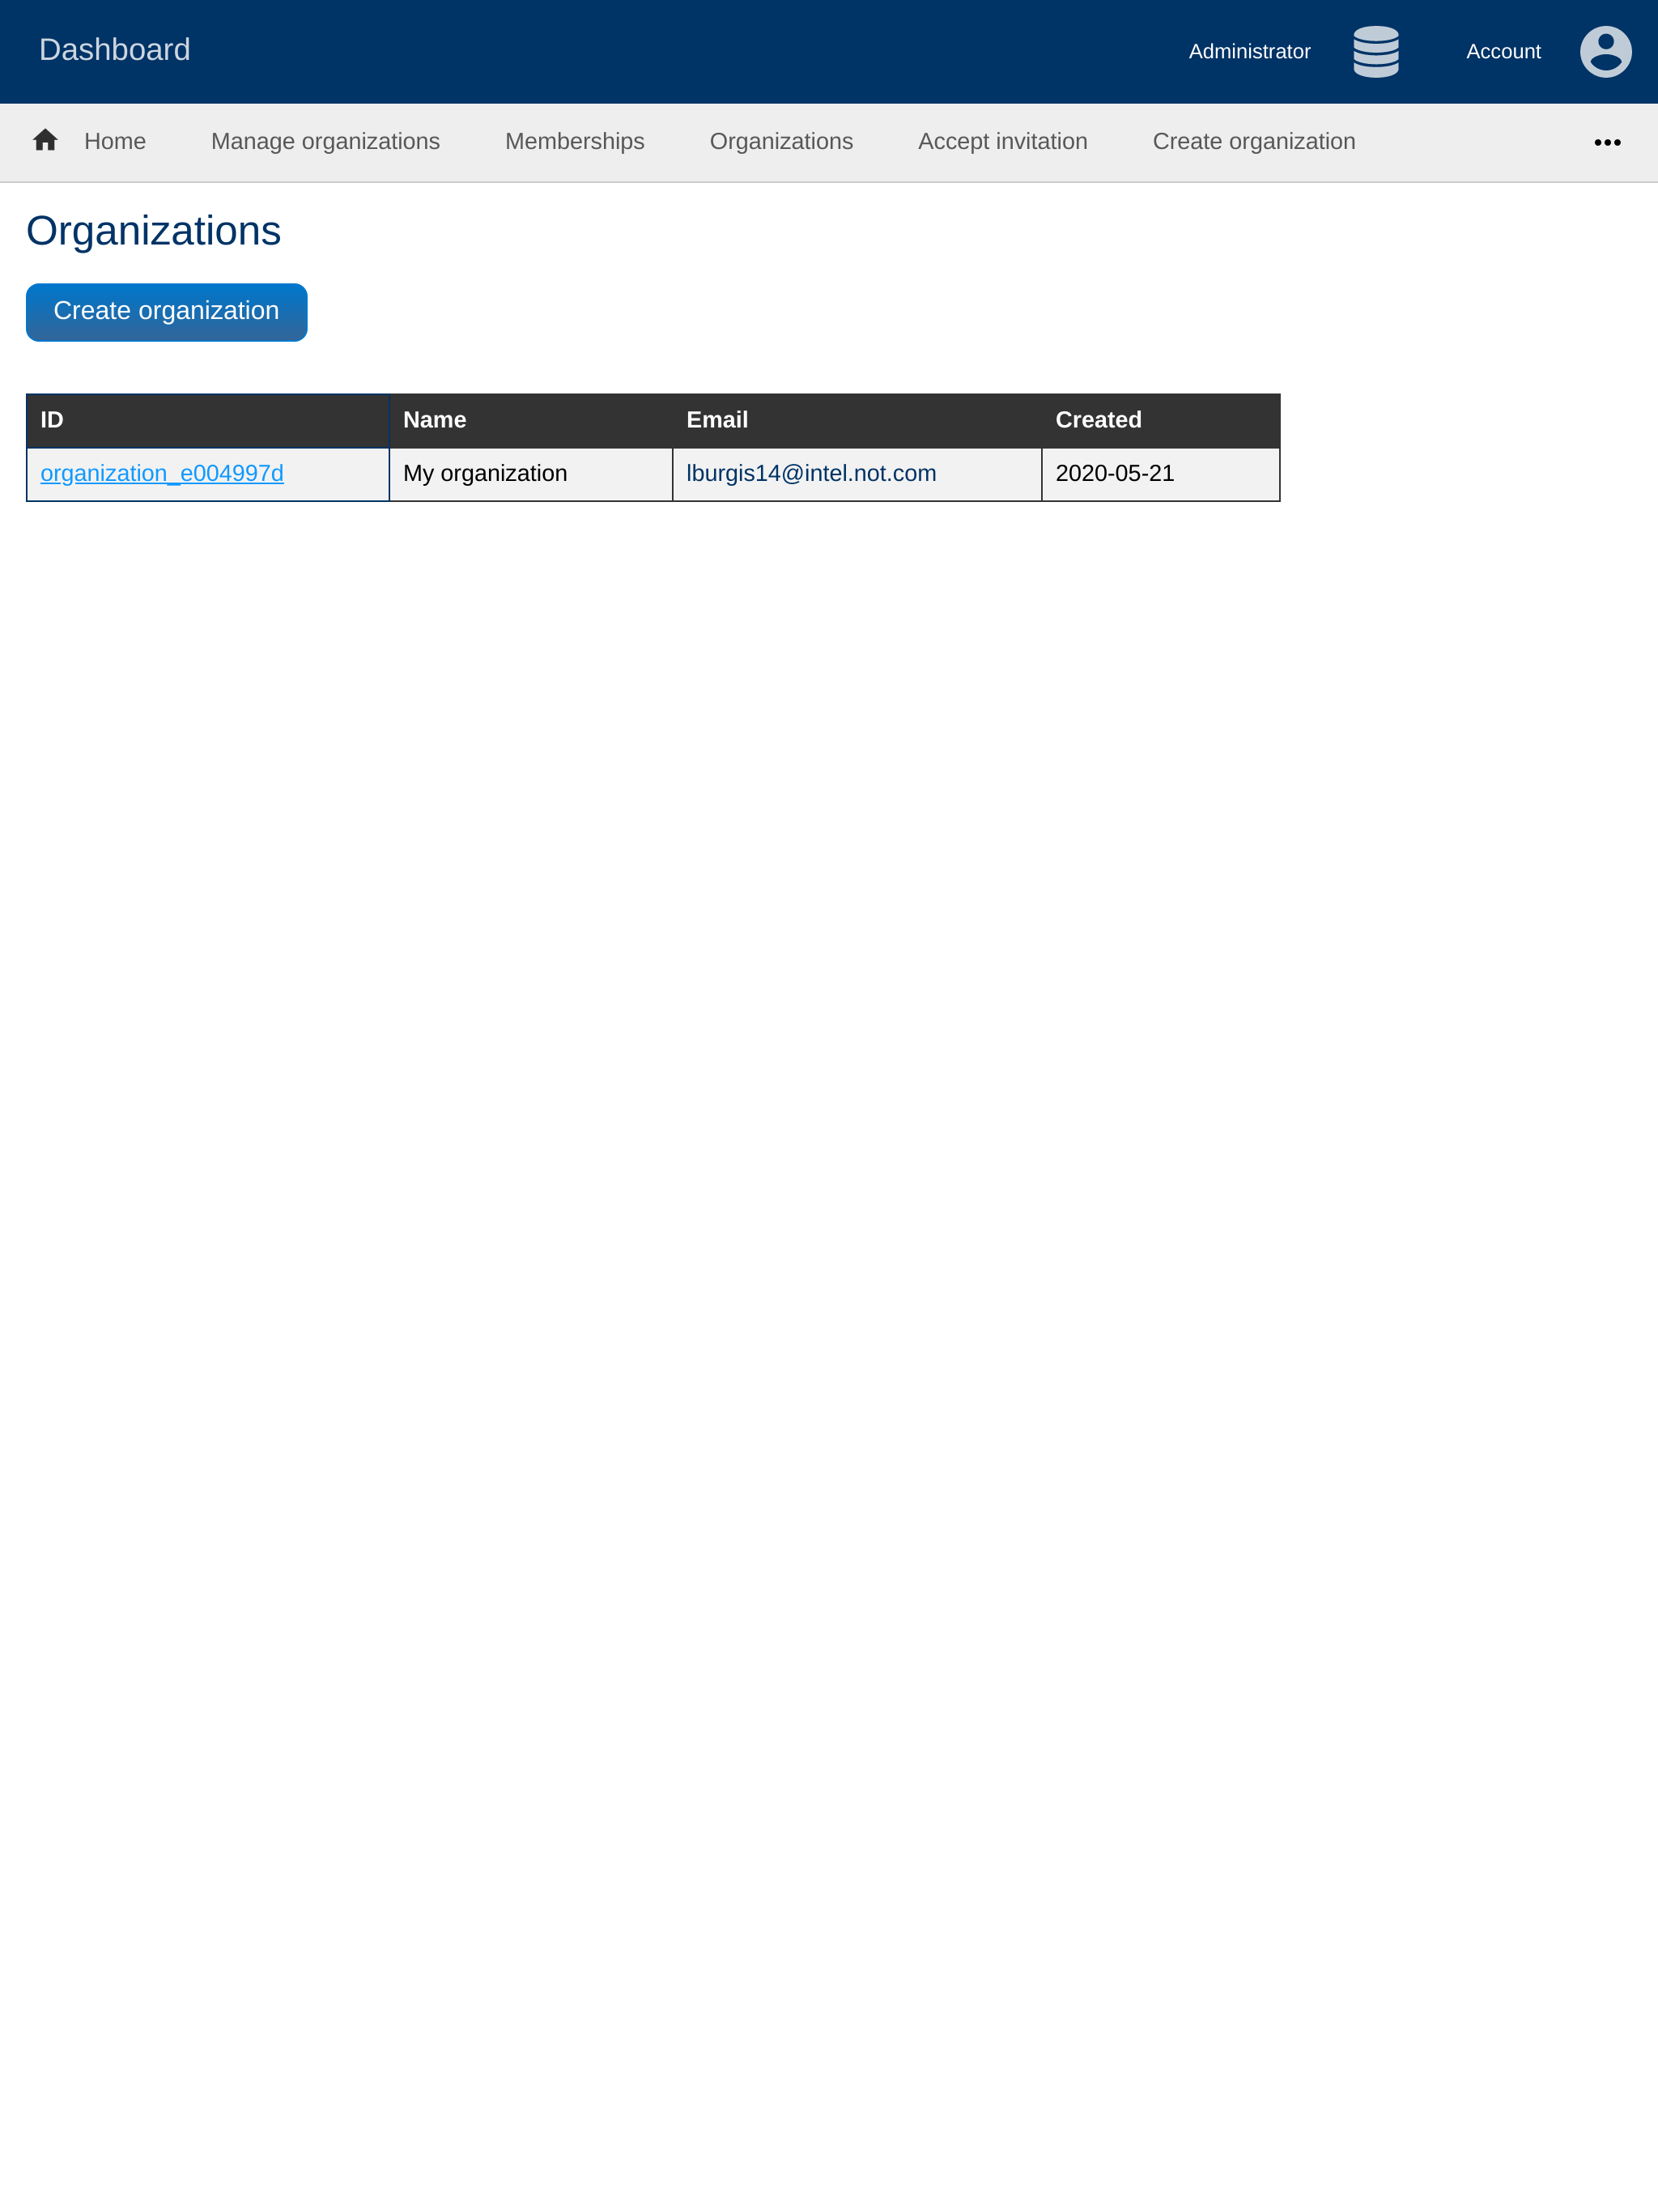 Dashboard Administrator Account
Home Manage organizations Memberships Organizations Accept invitation Create organization •••
Organizations
Create organization
ID Name Email Created
organization_e004997d My organization lburgis14@intel.not.com 2020-05-21